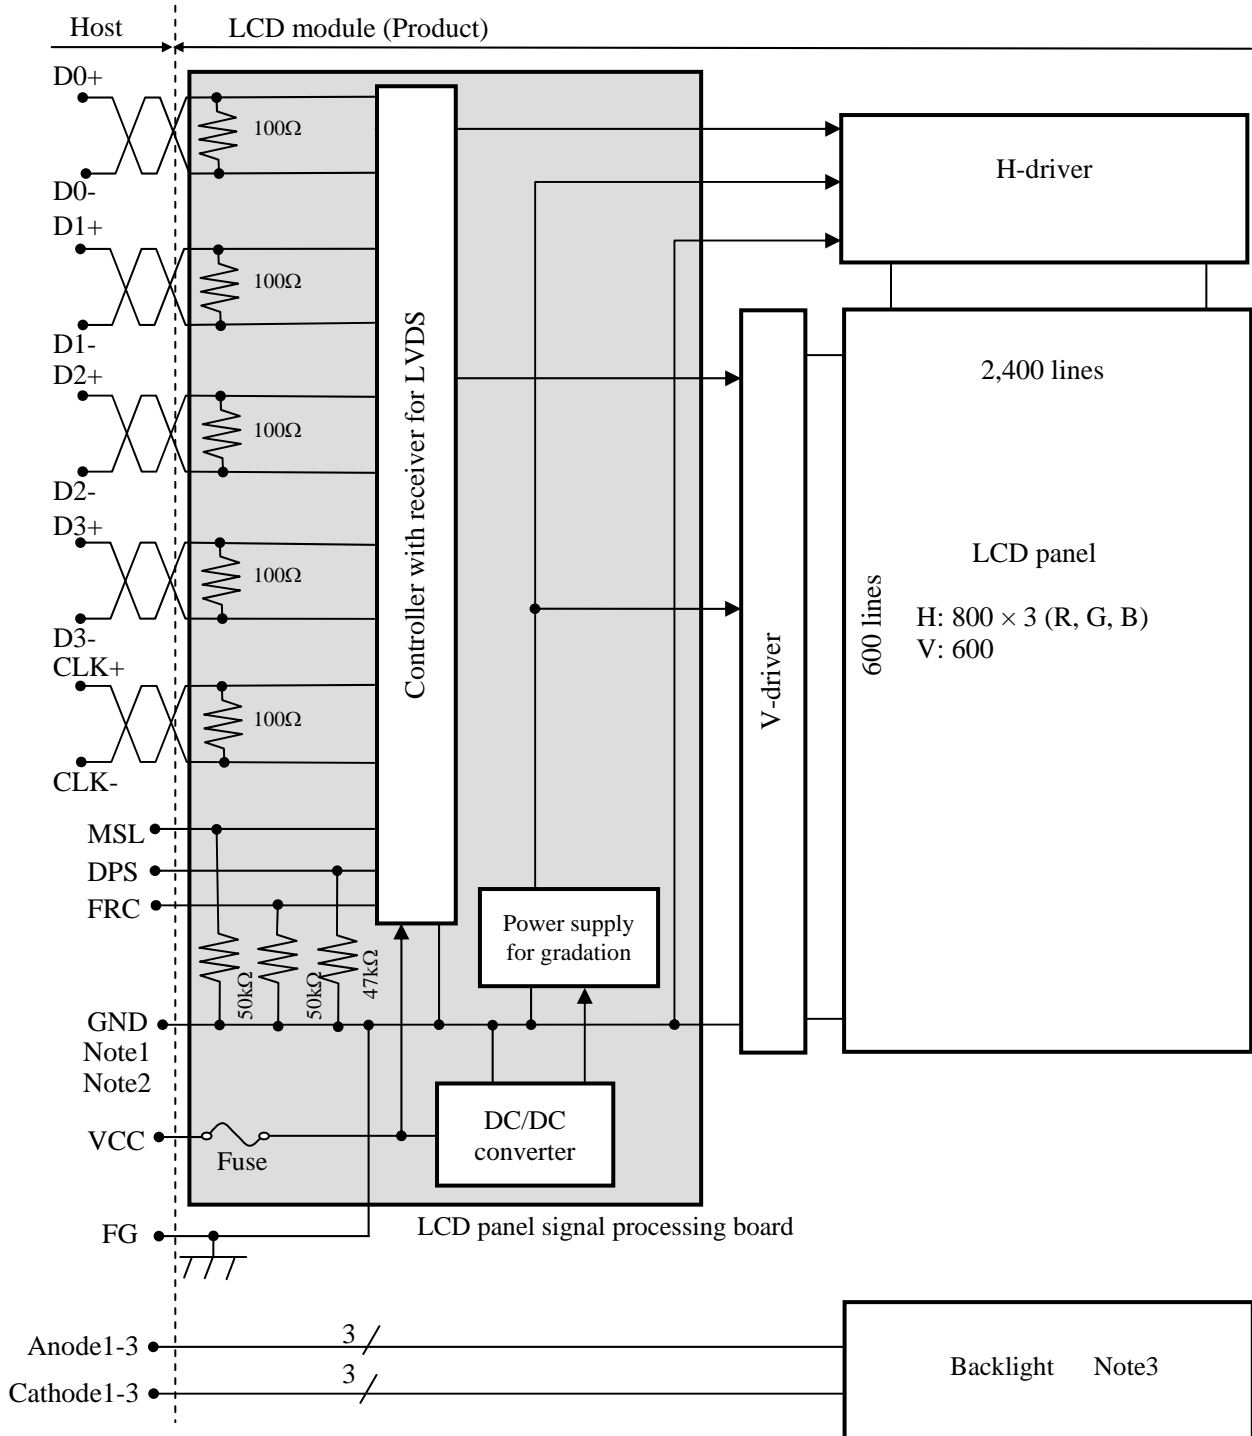 Host
LCD module (Product)
D0+
100Ω
D0-
D1+
100Ω
D1-
D2+
100Ω
D2-
D3+
100Ω
D3-
CLK+
100Ω
CLK-
MSL
DPS
FRC
50kΩ
50kΩ
47kΩ
GND
Note1
Note2
VCC
Fuse
FG
Controller with receiver for LVDS
Power supply
for gradation
DC/DC
converter
LCD panel signal processing board
H-driver
V-driver
2,400 lines
600 lines
LCD panel
H: 800 × 3 (R, G, B)
V: 600
Anode1-3
3
Cathode1-3
3
Backlight Note3